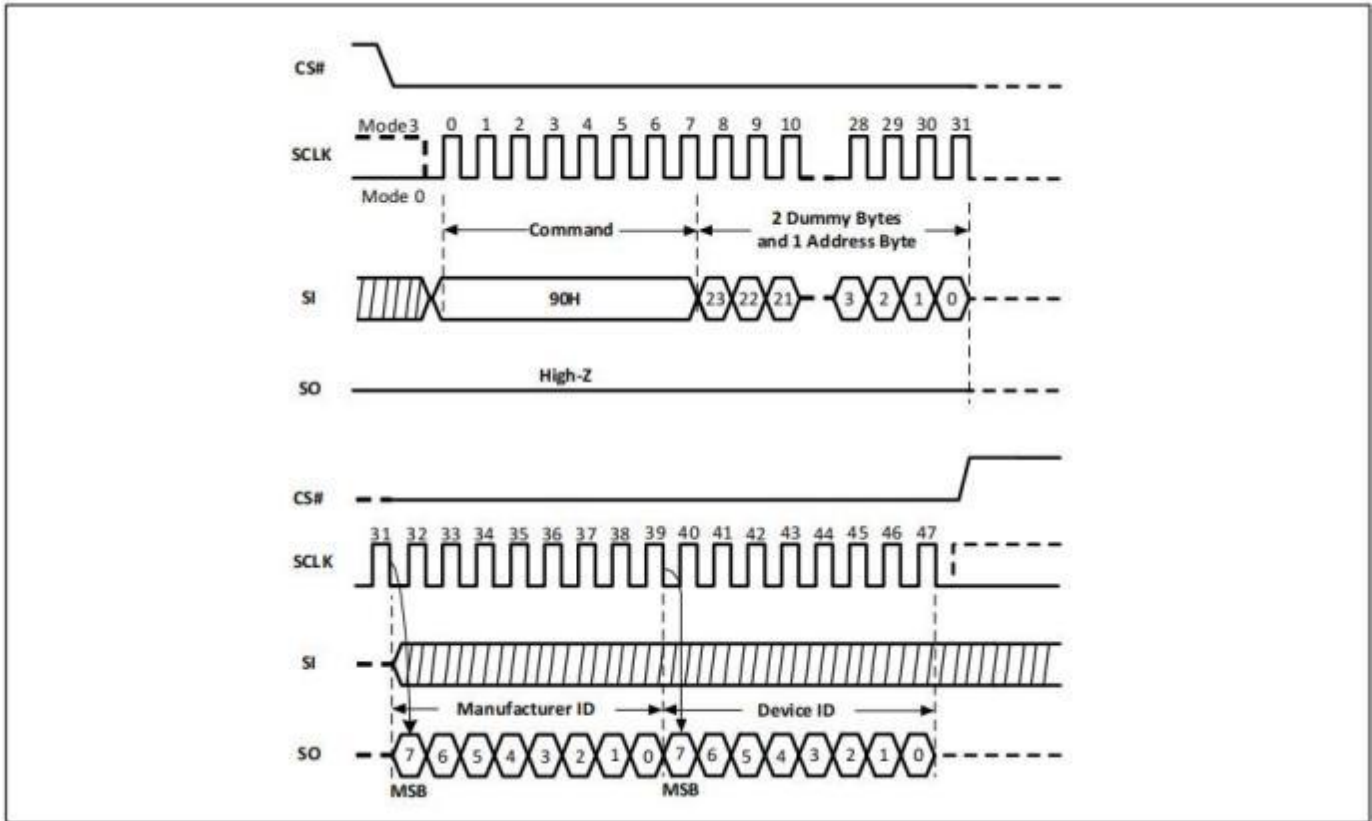 CS#
Mode3 0 1 2 3 4 5 6 7 8 9 10 28 29 30 31
SCLK
Mode 0
Command
2 Dummy Bytes
and 1 Address Byte
SI 90H 23 22 21 3 2 1 0
High-Z
SO
CS#
31 32 33 34 35 36 37 38 39 40 41 42 43 44 45 46 47
SCLK
SI
Manufacturer ID Device ID
SO 7 6 5 4 3 2 1 0 7 6 5 4 3 2 1 0
MSB MSB